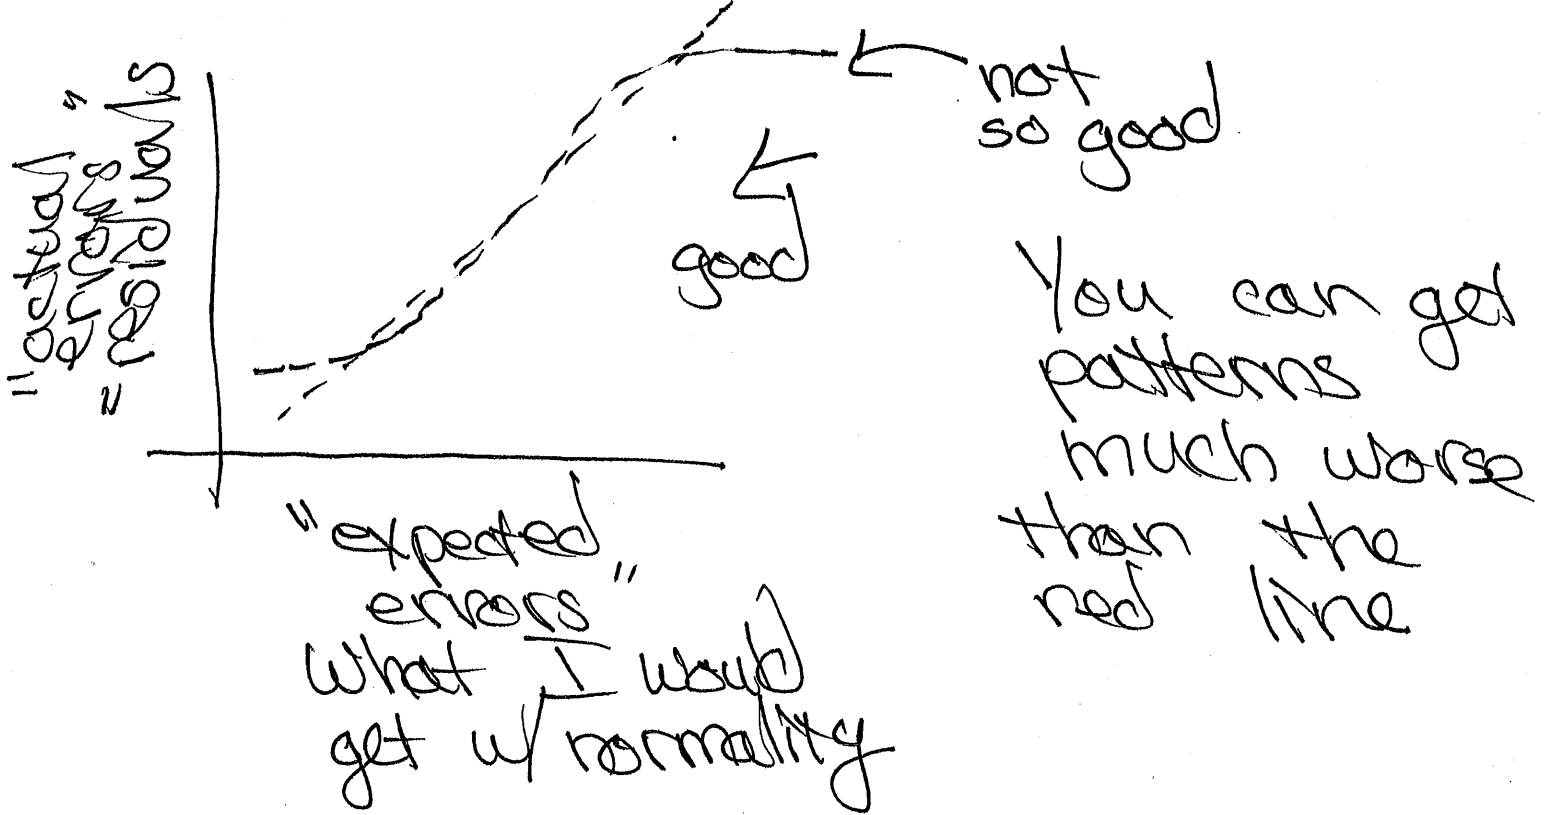 "actual
errors"
= residuals
not
so good
good
You can get
patterns
much worse
than the
red line
"expected
errors"
What I would
get w/ normality